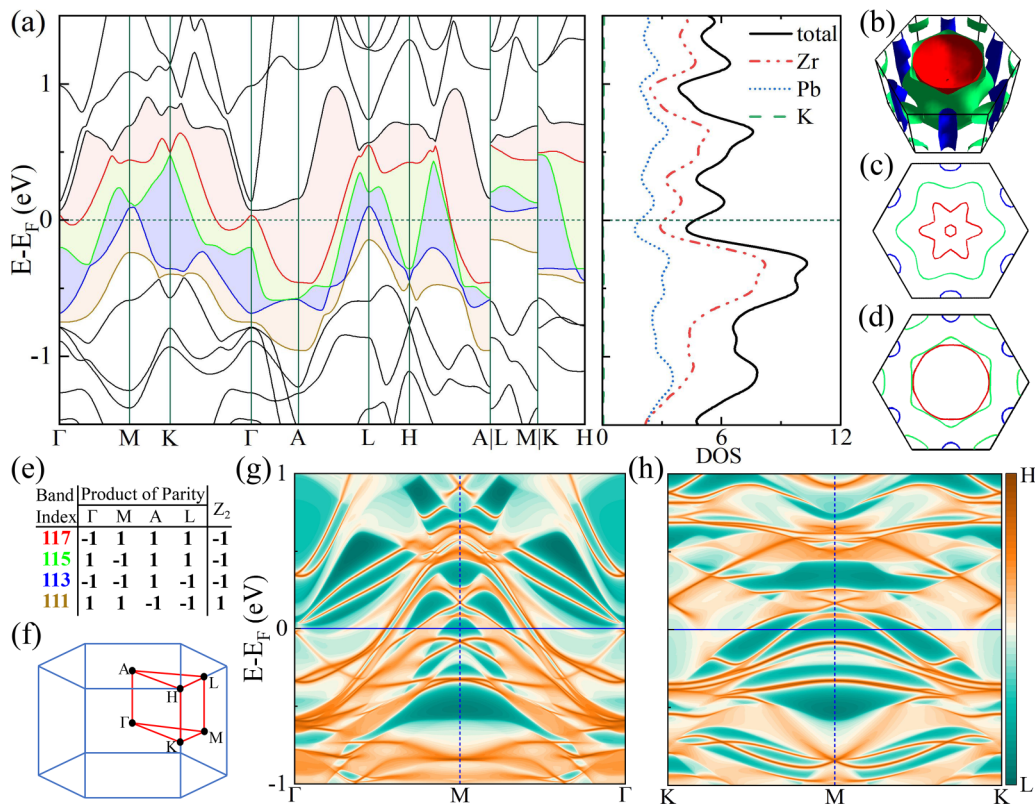 (a)
E-E_F (eV)
1
0
-1
Γ M K Γ A L H A|L M|K H
total
Zr
Pb
K
0 6 12
DOS
(b)
(c)
(d)
(e)
Band Index Product of Parity Z₂
Γ M A L
117 -1 1 1 1 -1
115 1 -1 1 1 -1
113 -1 -1 1 -1 -1
111 1 1 -1 -1 1
(f)
A
L
H
Γ
M
K
(g)
E-E_F (eV)
1
0
-1
Γ M Γ
(h)
K M K
H
L